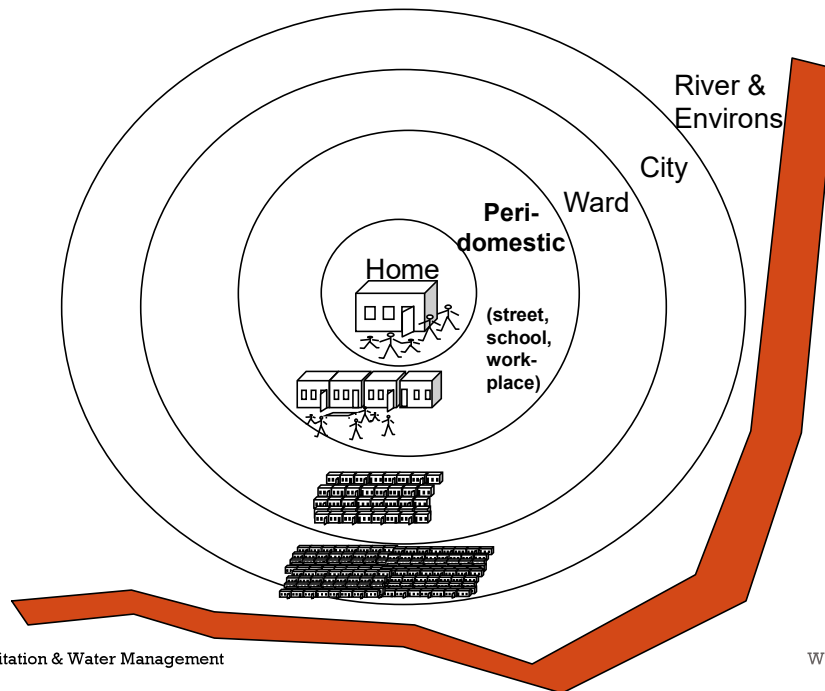 River &
Environs
City
Ward
Peri-
domestic
Home
(street,
school,
work-
place)
itation & Water Management
W